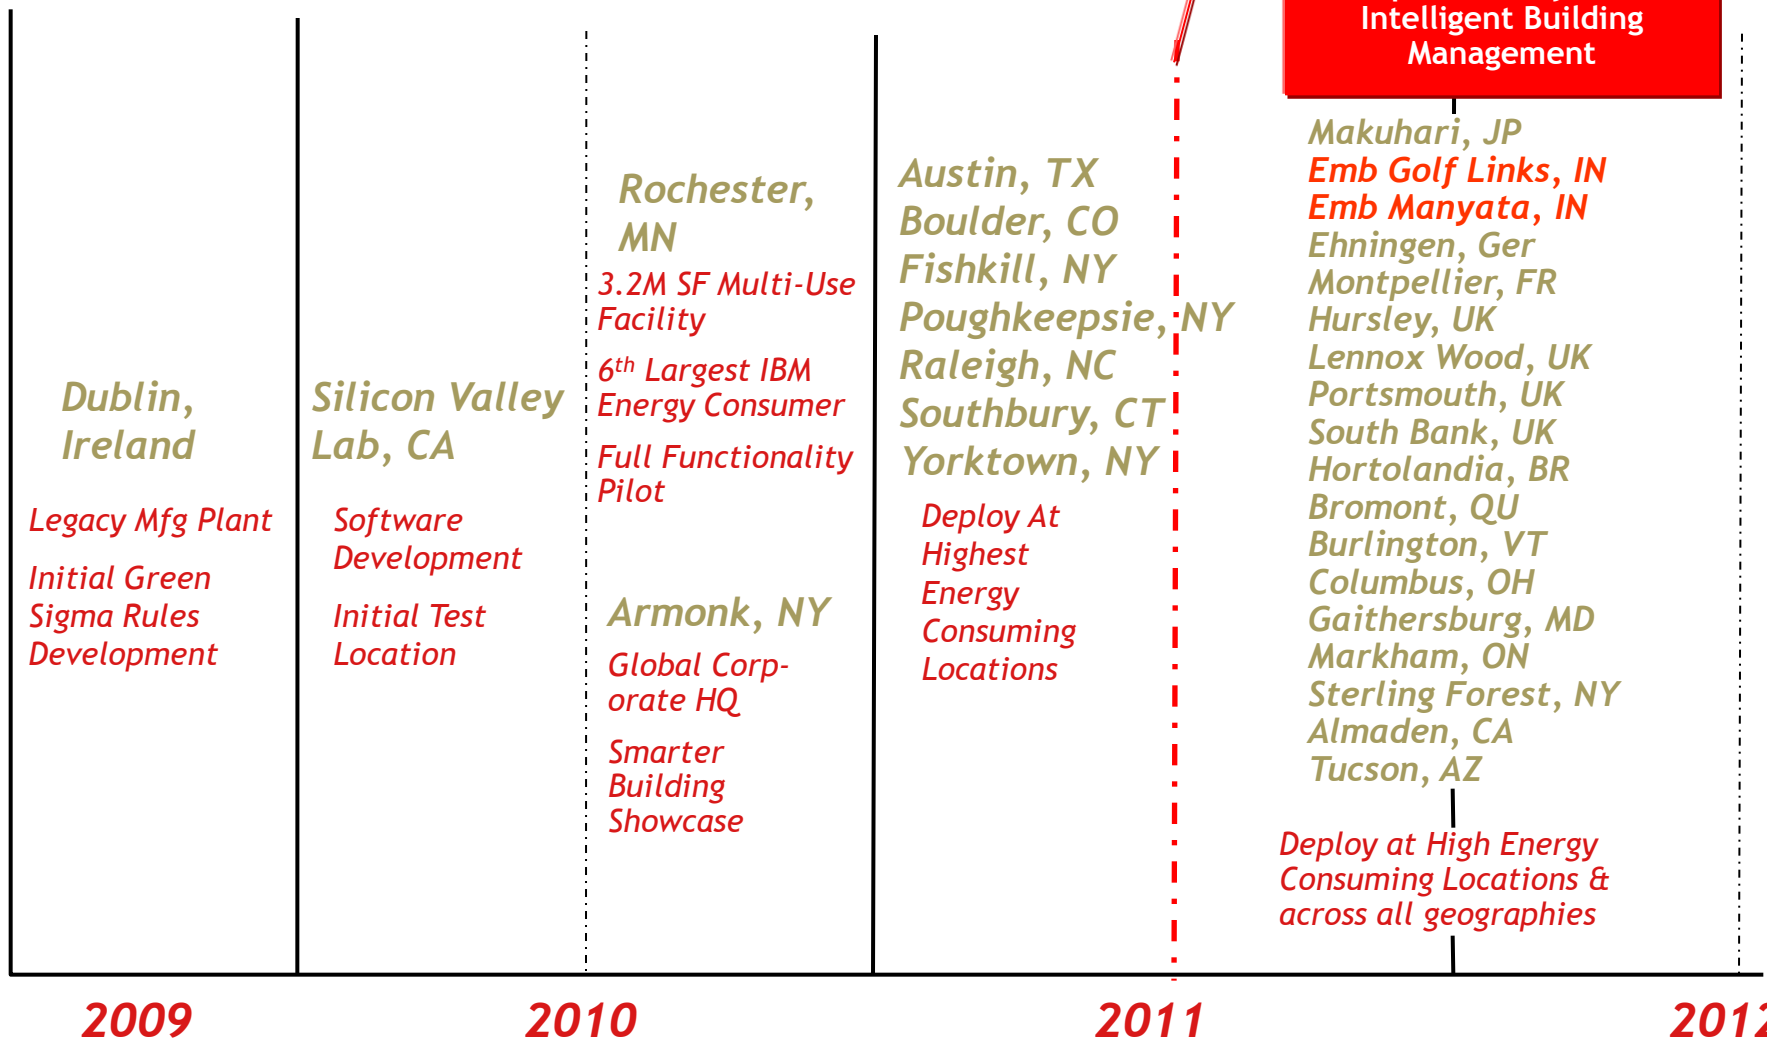 Intelligent Building
Management
Dublin,
Ireland
Legacy Mfg Plant
Initial Green
Sigma Rules
Development
Silicon Valley
Lab, CA
Software
Development
Initial Test
Location
Rochester,
MN
3.2M SF Multi-Use
Facility
6th Largest IBM
Energy Consumer
Full Functionality
Pilot
Armonk, NY
Global Corp-
orate HQ
Smarter
Building
Showcase
Austin, TX
Boulder, CO
Fishkill, NY
Poughkeepsie, NY
Raleigh, NC
Southbury, CT
Yorktown, NY
Deploy At
Highest
Energy
Consuming
Locations
Makuhari, JP
Emb Golf Links, IN
Emb Manyata, IN
Ehningen, Ger
Montpellier, FR
Hursley, UK
Lennox Wood, UK
Portsmouth, UK
South Bank, UK
Hortolandia, BR
Bromont, QU
Burlington, VT
Columbus, OH
Gaithersburg, MD
Markham, ON
Sterling Forest, NY
Almaden, CA
Tucson, AZ
Deploy at High Energy
Consuming Locations &
across all geographies
2009
2010
2011
2012